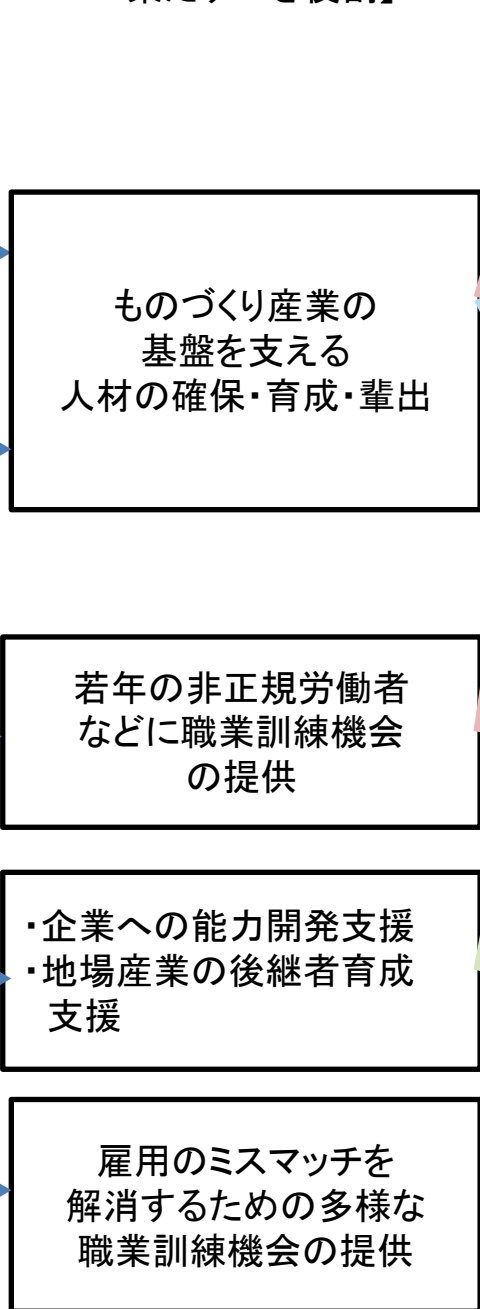 ものづくり産業の
基盤を支える
人材の確保・育成・輩出
若年の非正規労働者
などに職業訓練機会
の提供
・企業への能力開発支援
・地場産業の後継者育成
支援
雇用のミスマッチを
解消するための多様な
職業訓練機会の提供